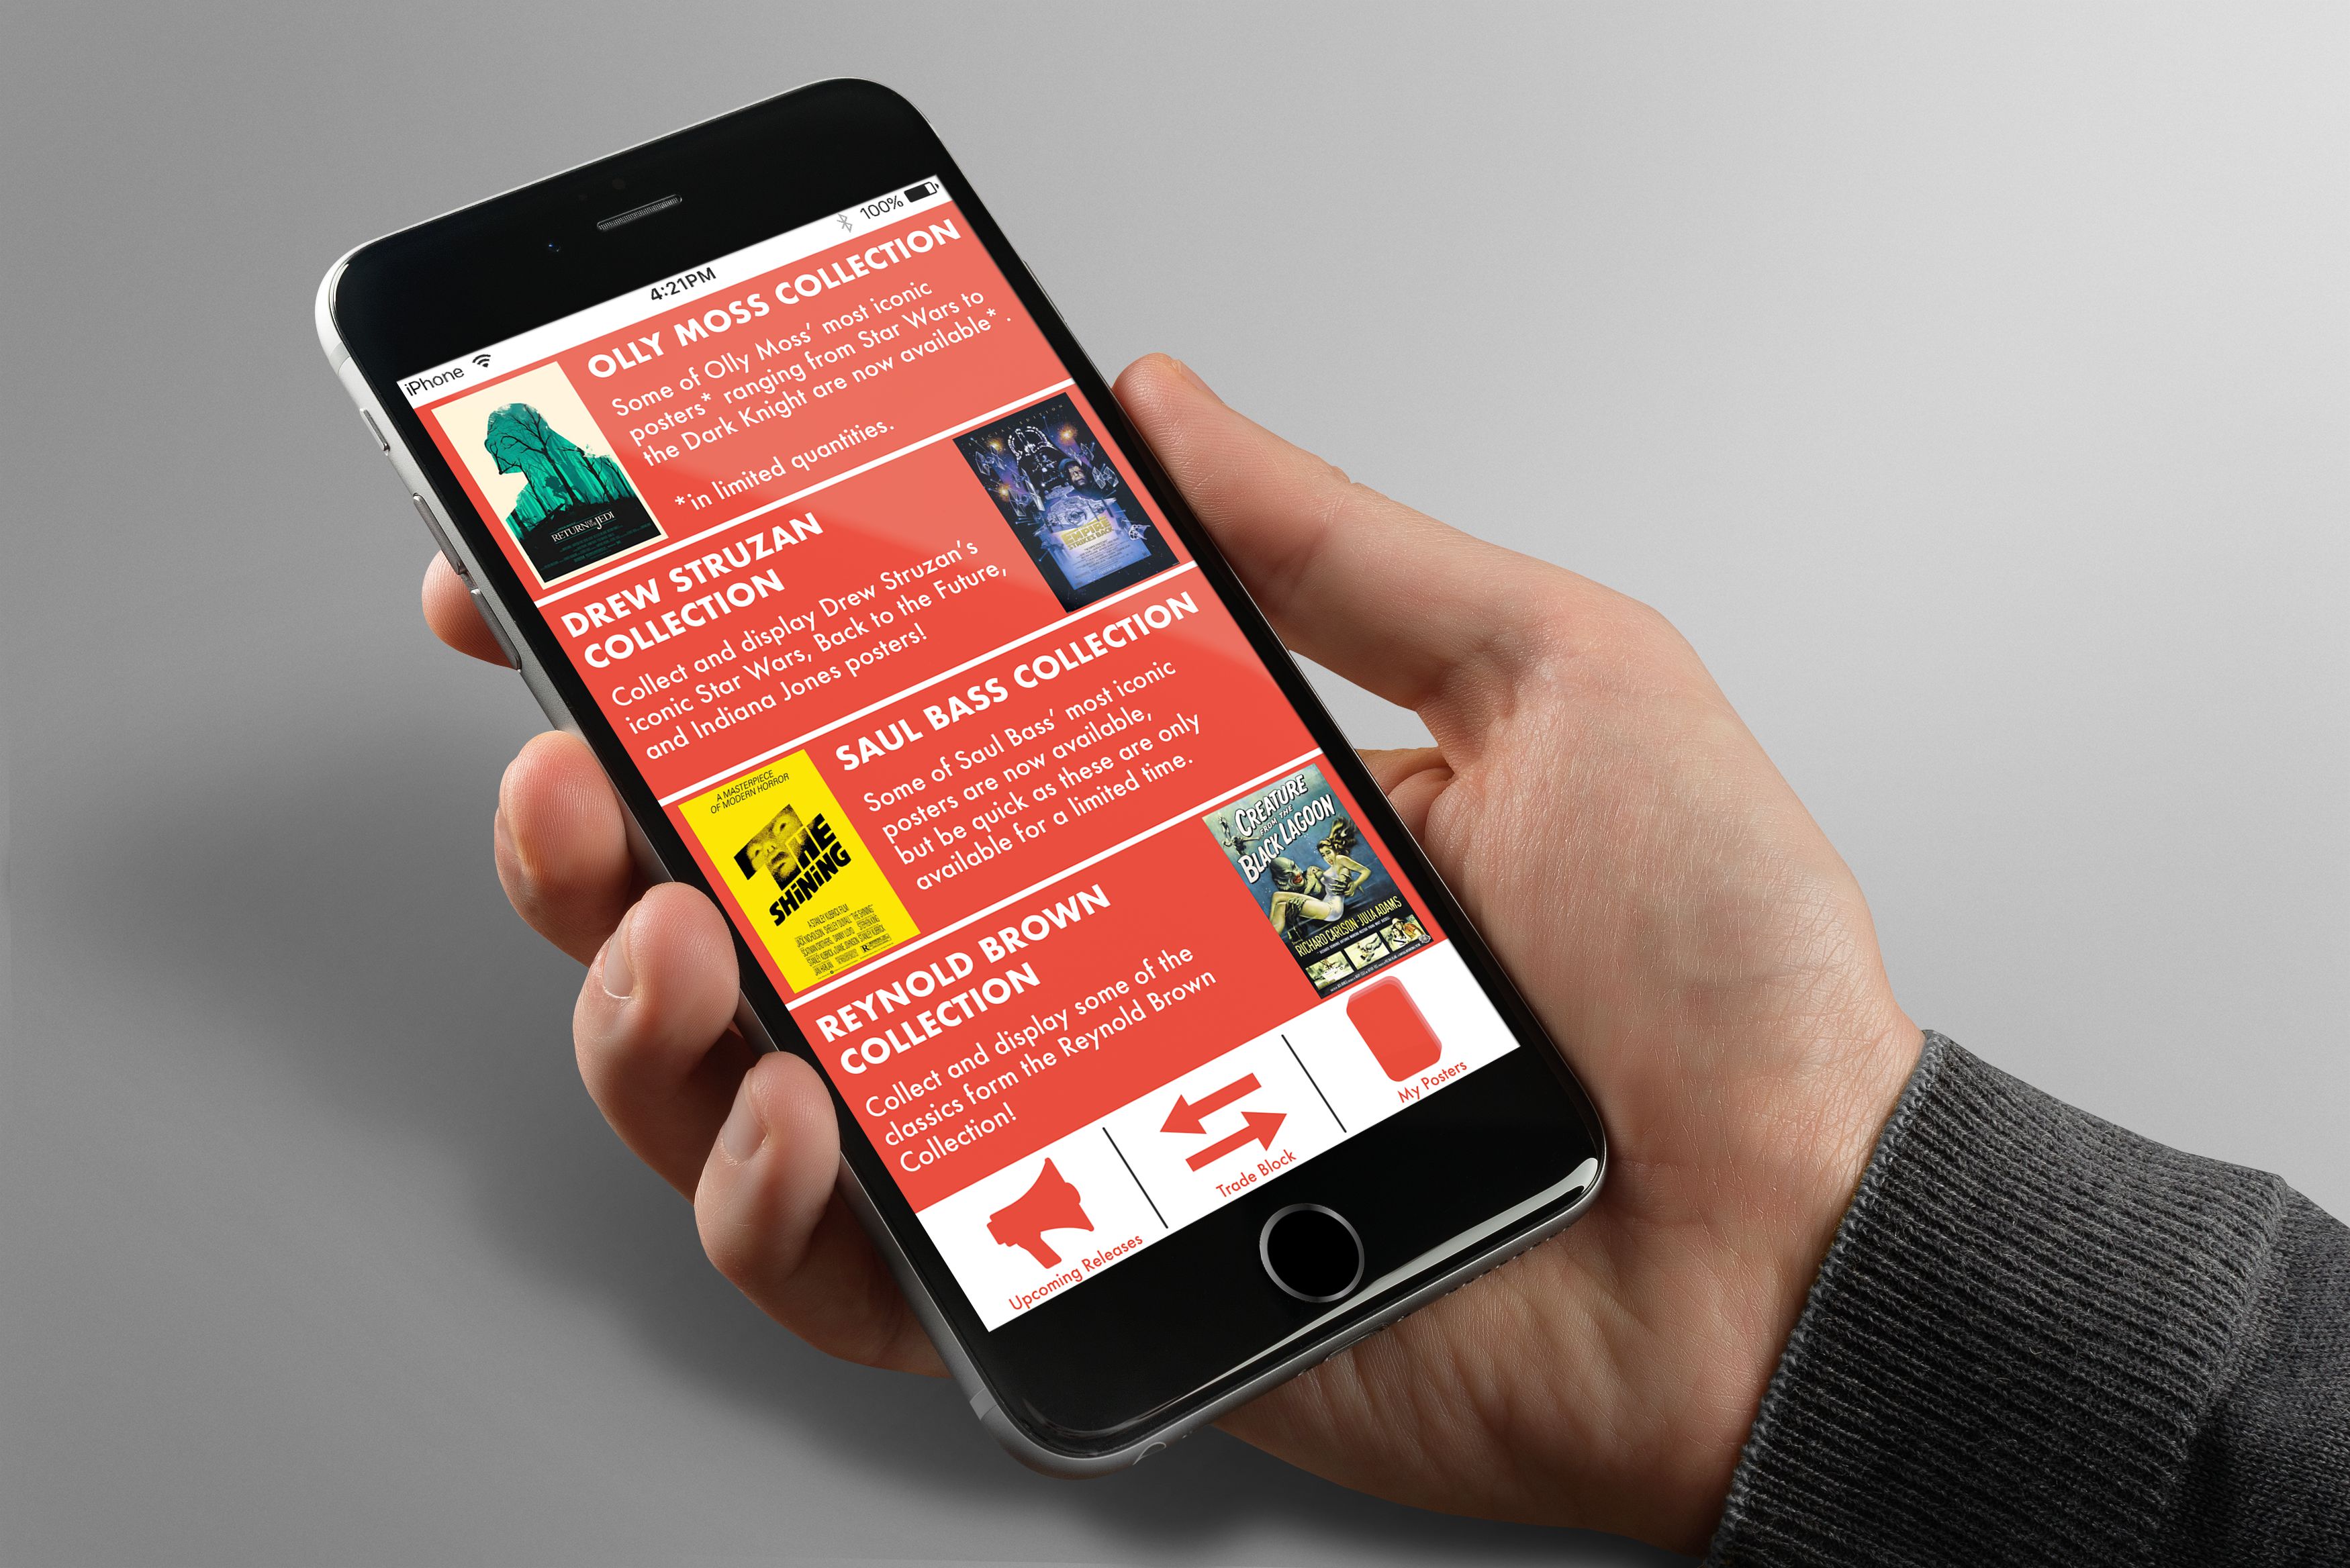 iPhone
4:21PM
100%
OLLY MOSS COLLECTION
Some of Olly Moss' most iconic
posters* ranging from Star Wars to
the Dark Knight are now available* .
*in limited quantities.
RETURN OF THE JEDI
DREW STRUZAN
COLLECTION
Collect and display Drew Struzan's
iconic Star Wars, Back to the Future,
and Indiana Jones posters!
EMPIRE
STRIKES BACK
SAUL BASS COLLECTION
Some of Saul Bass' most iconic
posters are now available,
but be quick as these are only
available for a limited time.
A MASTERPIECE
OF MODERN HORROR
THE
SHiNiNG
A STANLEY KUBRICK FILM
REYNOLD BROWN
COLLECTION
Collect and display some of the
classics form the Reynold Brown
Collection!
CREATURE
FROM THE
BLACK LAGOON
RICHARD CARLSON · JULIA ADAMS
Upcoming Releases
Trade Block
My Posters